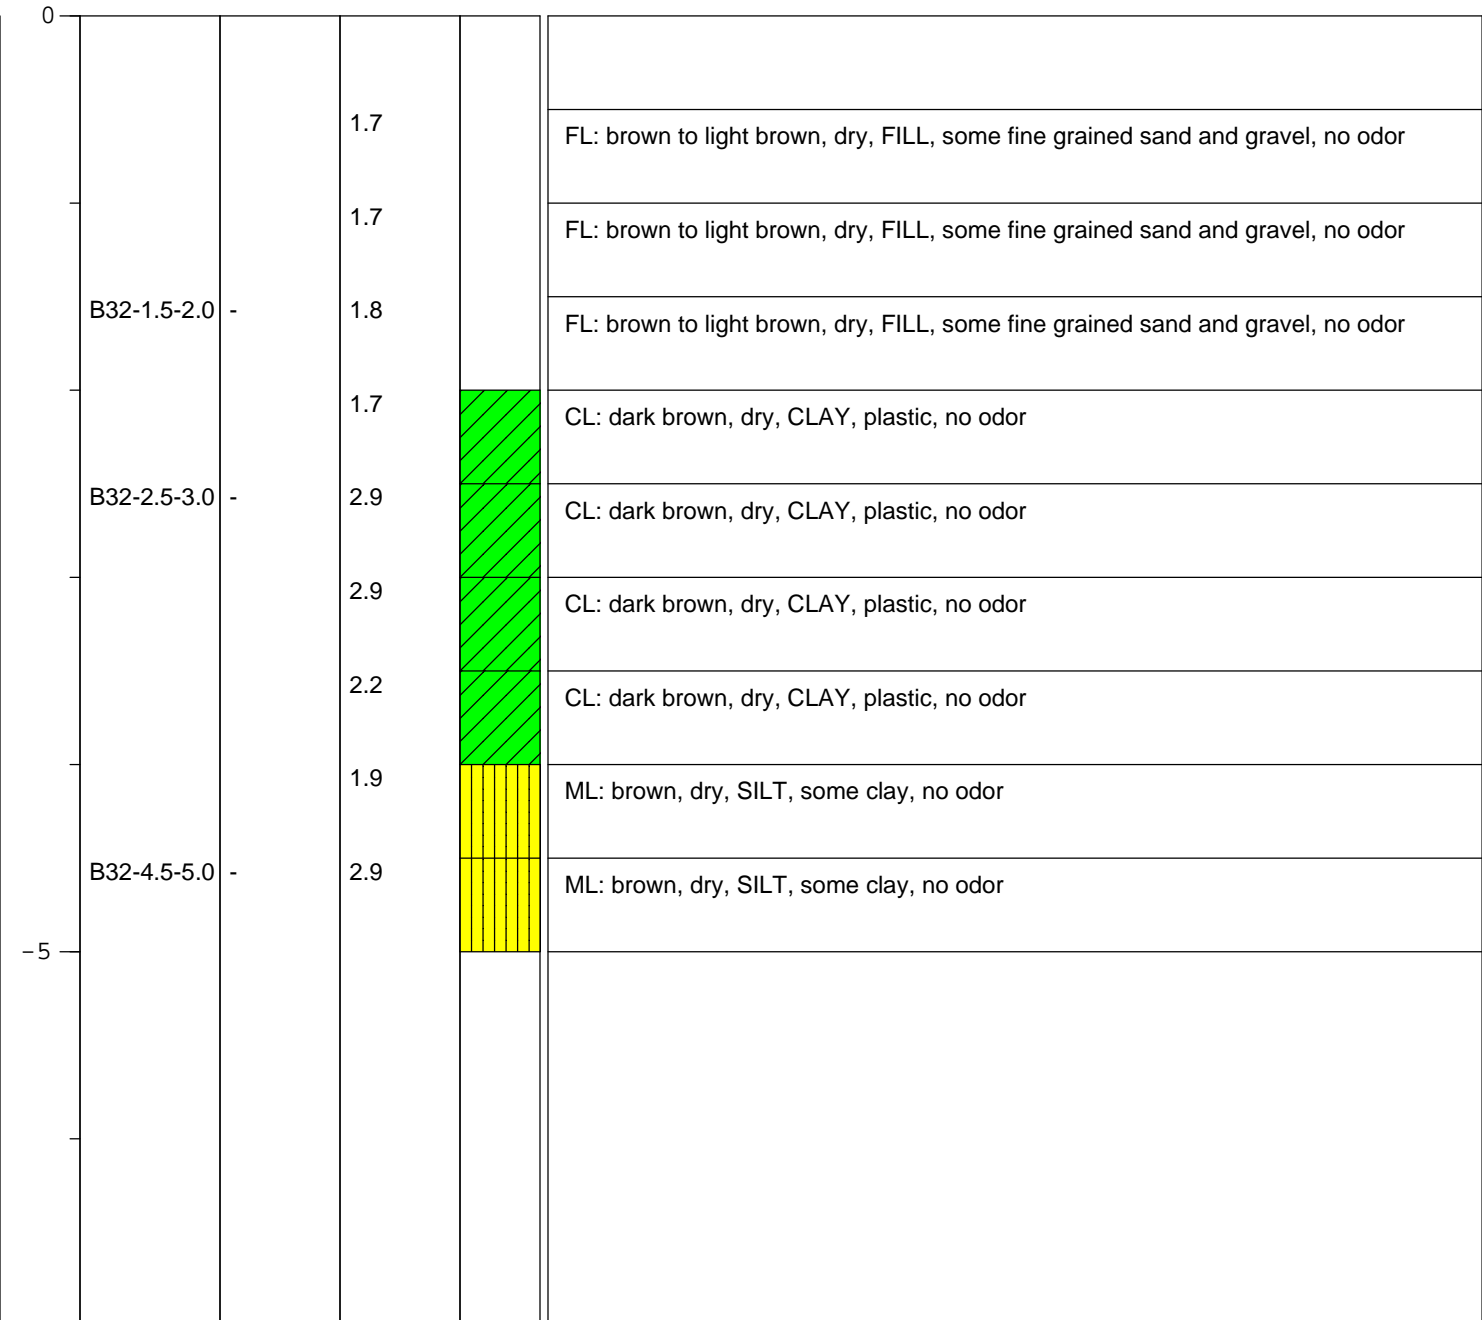 0
1.7 FL: brown to light brown, dry, FILL, some fine grained sand and gravel, no odor
1.7 FL: brown to light brown, dry, FILL, some fine grained sand and gravel, no odor
B32-1.5-2.0 - 1.8 FL: brown to light brown, dry, FILL, some fine grained sand and gravel, no odor
1.7 CL: dark brown, dry, CLAY, plastic, no odor
B32-2.5-3.0 - 2.9 CL: dark brown, dry, CLAY, plastic, no odor
2.9 CL: dark brown, dry, CLAY, plastic, no odor
2.2 CL: dark brown, dry, CLAY, plastic, no odor
1.9 ML: brown, dry, SILT, some clay, no odor
B32-4.5-5.0 - 2.9 ML: brown, dry, SILT, some clay, no odor
-5